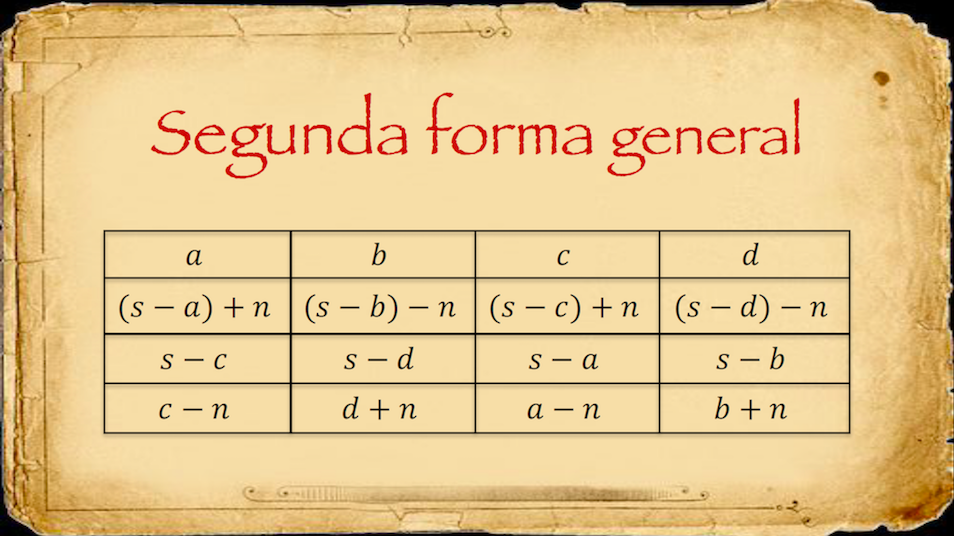 Segunda forma general
a b c d
(s − a) + n (s − b) − n (s − c) + n (s − d) − n
s − c s − d s − a s − b
c − n d + n a − n b + n